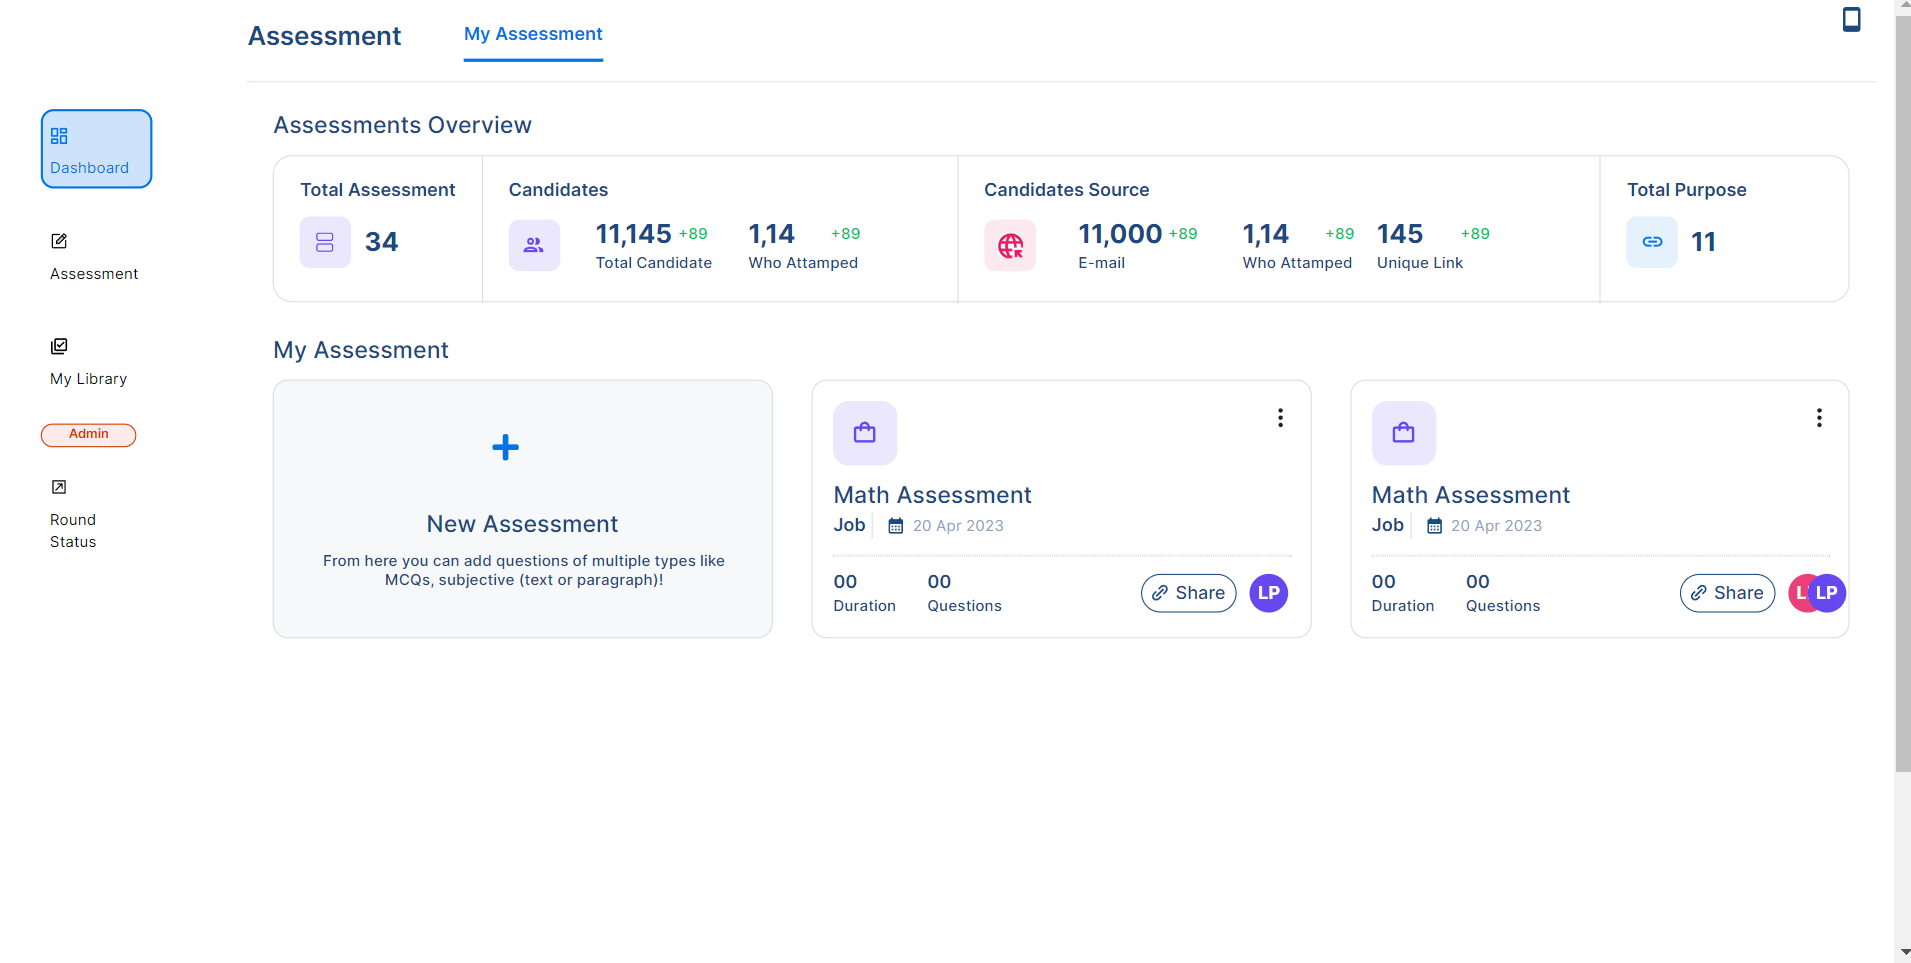 Assessment
My Assessment
Dashboard
Assessment
My Library
Admin
Round
Status
Assessments Overview
Total Assessment
34
Candidates
11,145 +89
Total Candidate
1,14 +89
Who Attamped
Candidates Source
11,000 +89
E-mail
1,14 +89
Who Attamped
145 +89
Unique Link
Total Purpose
11
My Assessment
New Assessment
From here you can add questions of multiple types like
MCQs, subjective (text or paragraph)!
Math Assessment
Job 20 Apr 2023
00
Duration
00
Questions
Share
LP
Math Assessment
Job 20 Apr 2023
00
Duration
00
Questions
Share
L LP